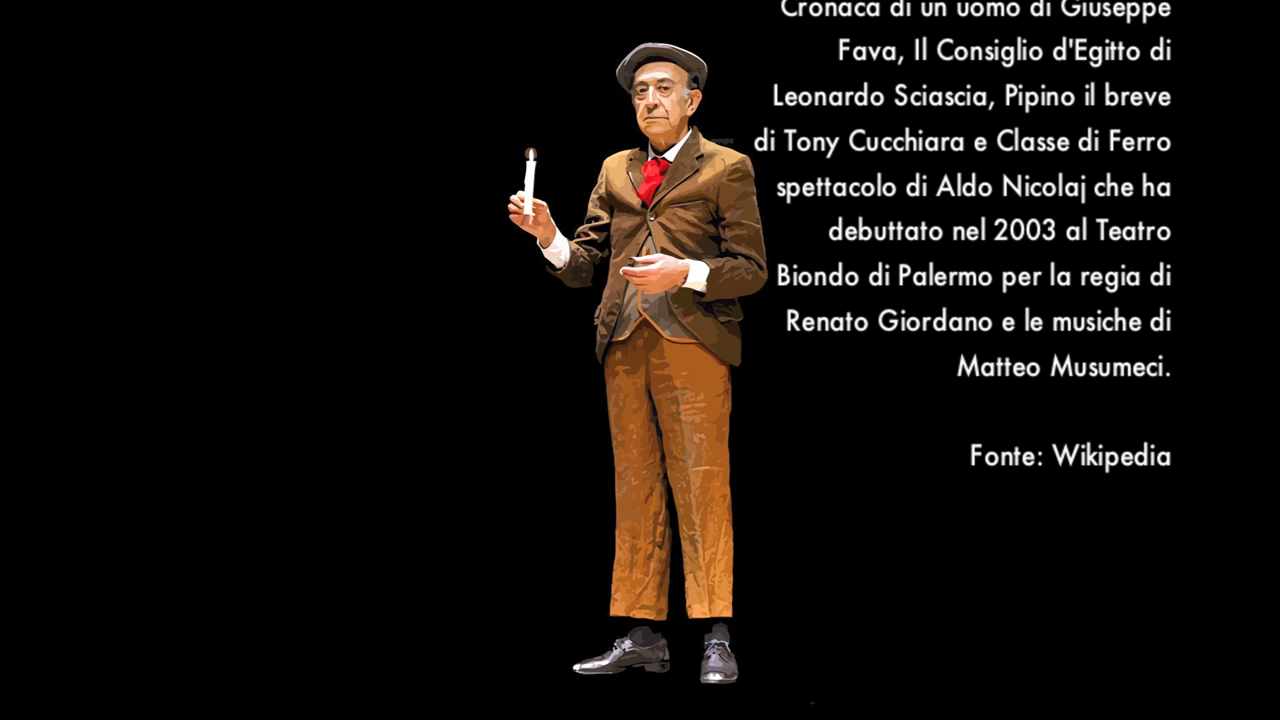 Cronaca di un uomo di Giuseppe
Fava, Il Consiglio d'Egitto di
Leonardo Sciascia, Pipino il breve
di Tony Cucchiara e Classe di Ferro
spettacolo di Aldo Nicolaj che ha
debuttato nel 2003 al Teatro
Biondo di Palermo per la regia di
Renato Giordano e le musiche di
Matteo Musumeci.
Fonte: Wikipedia